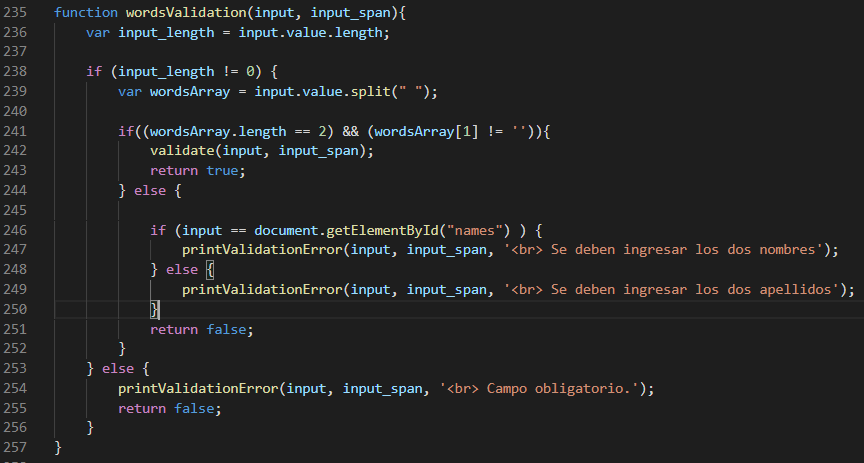 235 function wordsValidation(input, input_span){
236     var input_length = input.value.length;
237
238     if (input_length != 0) {
239         var wordsArray = input.value.split(" ");
240
241         if((wordsArray.length == 2) && (wordsArray[1] != '')){
242             validate(input, input_span);
243             return true;
244         } else {
245
246             if (input == document.getElementById("names") ) {
247                 printValidationError(input, input_span, '<br> Se deben ingresar los dos nombres');
248             } else {
249                 printValidationError(input, input_span, '<br> Se deben ingresar los dos apellidos');
250             }
251             return false;
252         }
253     } else {
254         printValidationError(input, input_span, '<br> Campo obligatorio.');
255         return false;
256     }
257 }